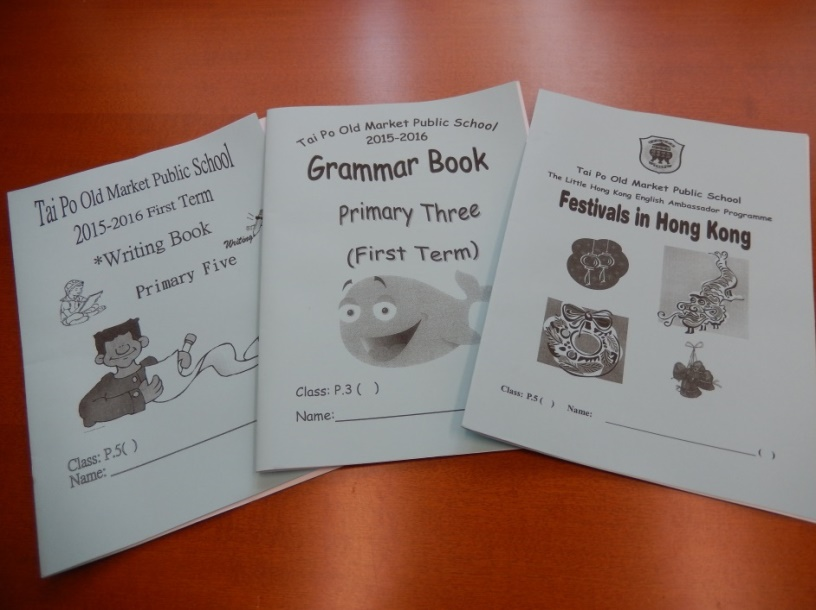 Tai Po Old Market Public School
2015-2016 First Term
*Writing Book
Writing
Primary Five
Class: P.5( )
Name:
Tai Po Old Market Public School
2015-2016
Grammar Book
Primary Three
(First Term)
Class: P.3 ( )
Name:
Tai Po Old Market Public School
The Little Hong Kong English Ambassador Programme
Festivals in Hong Kong
Class: P.5 ( ) Name: ( )